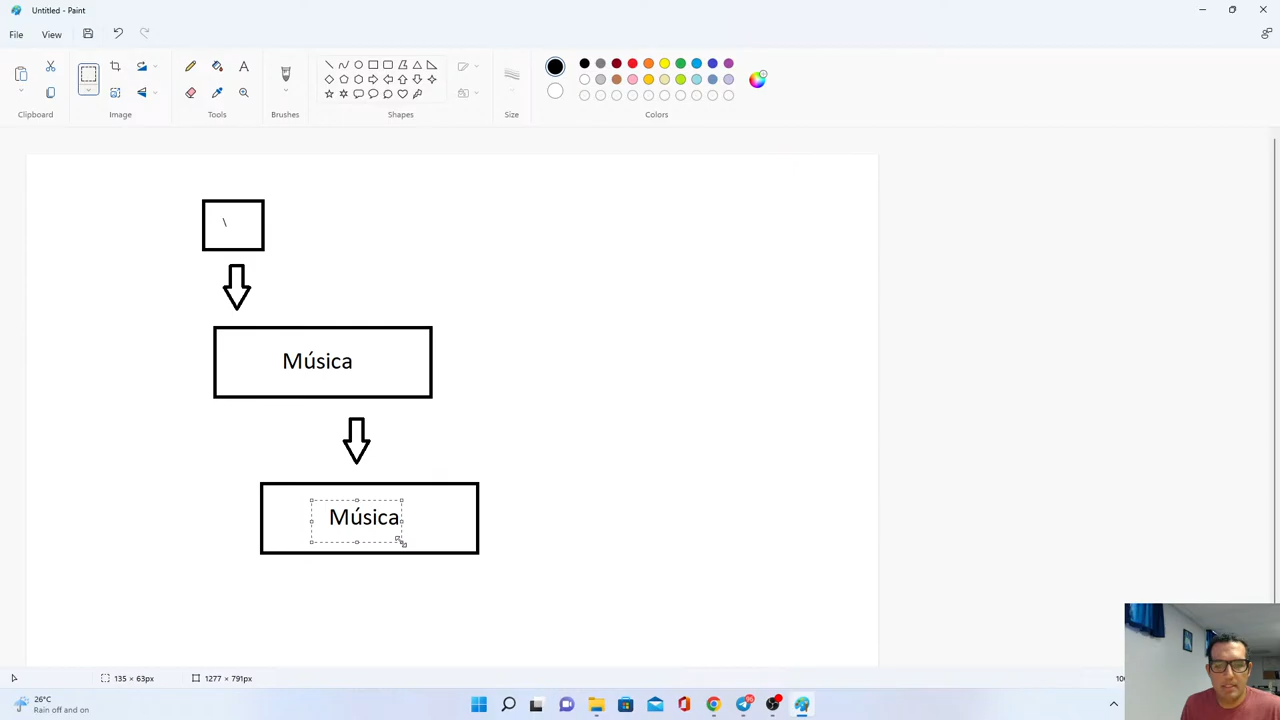 Untitled - Paint
File
View
Clipboard
Image
Tools
Brushes
Shapes
Size
Colors
\
Música
Música
135 × 63px
1277 × 791px
26°C
Rain off and on